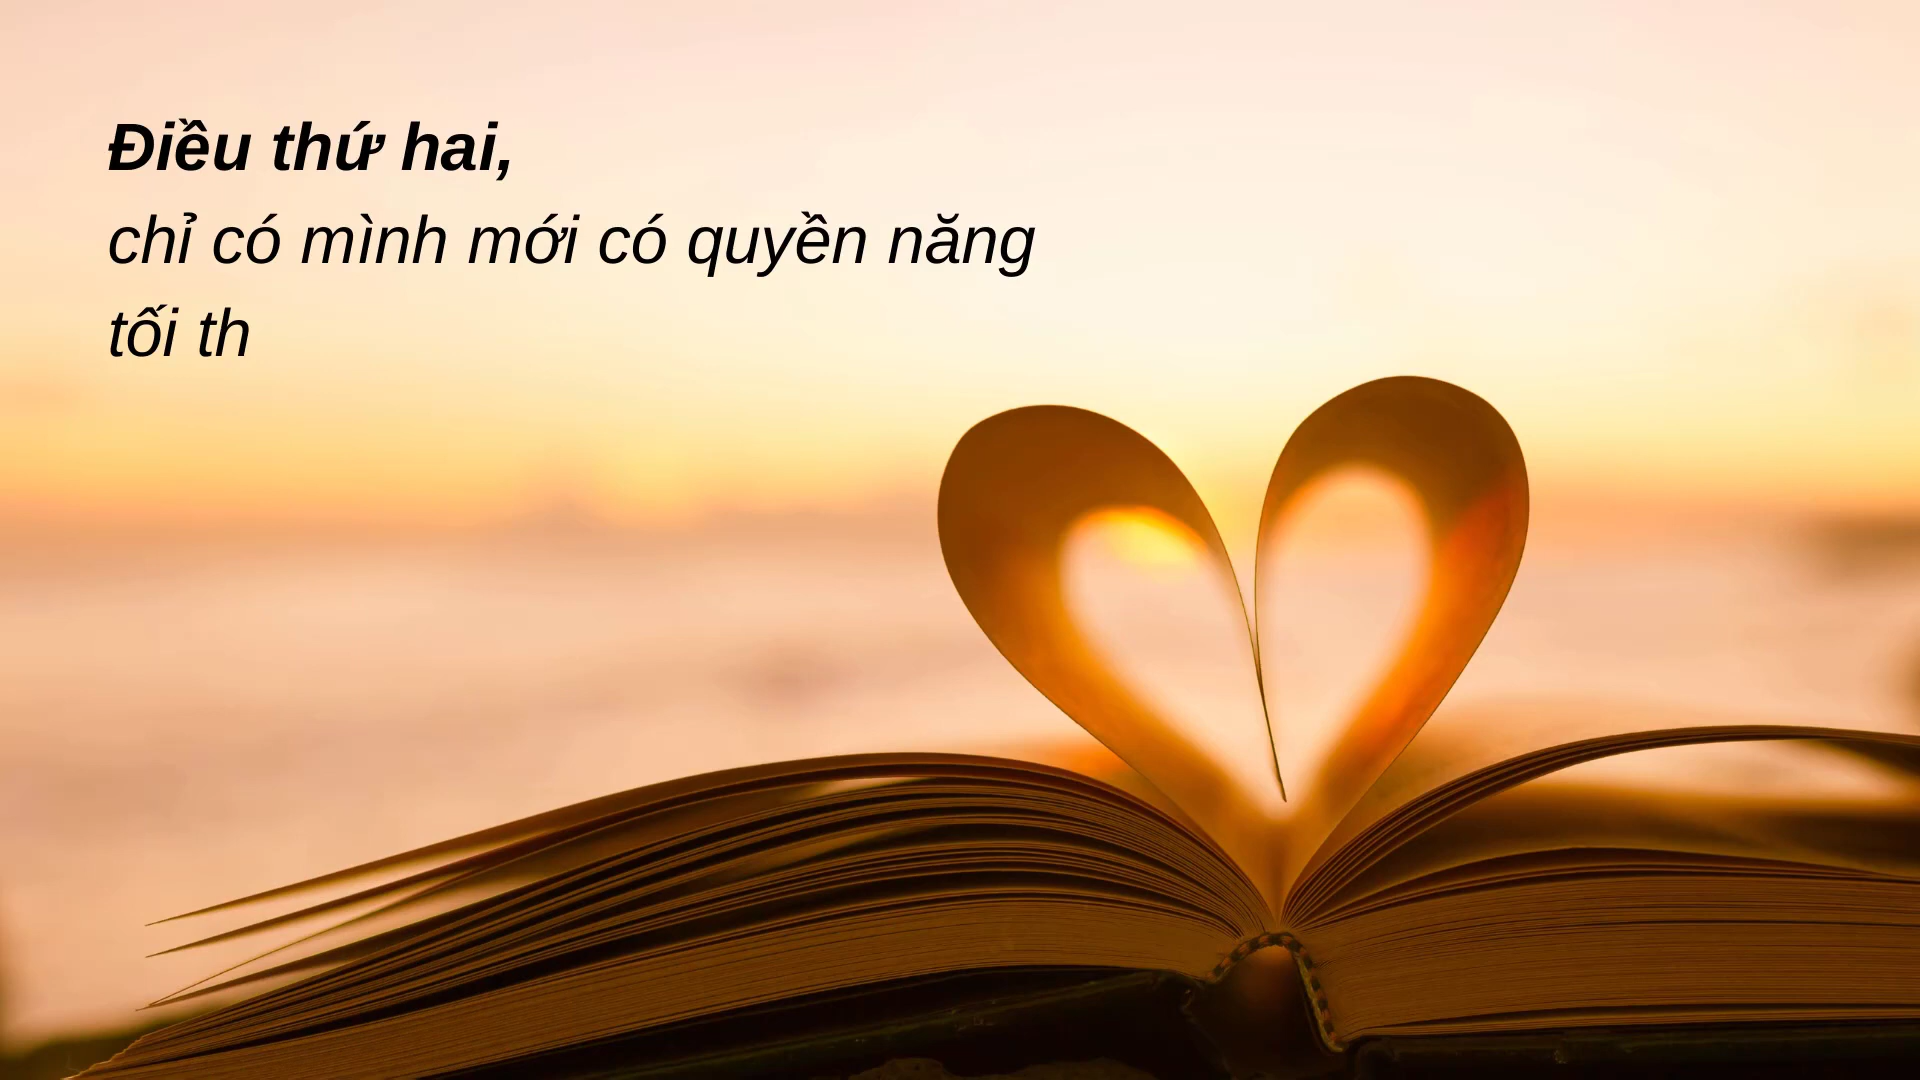 Điều thứ hai,
chỉ có mình mới có quyền năng
tối th